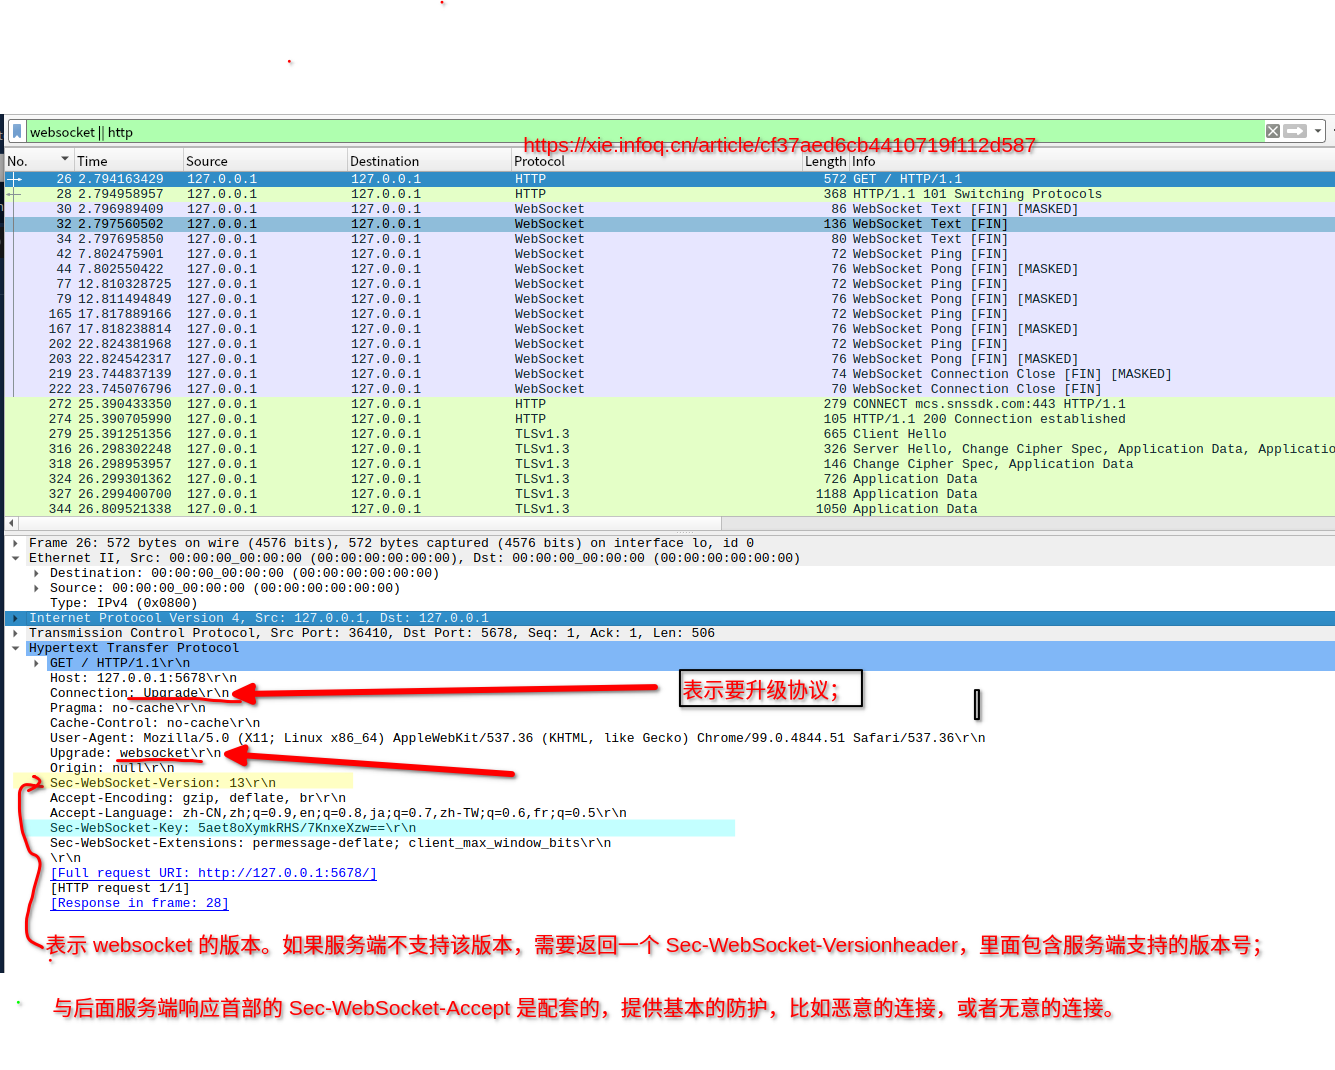 websocket || http
https://xie.infoq.cn/article/cf37aed6cb4410719f112d587
No. Time Source Destination Protocol Length Info
26 2.794163429 127.0.0.1 127.0.0.1 HTTP 572 GET / HTTP/1.1
28 2.794958957 127.0.0.1 127.0.0.1 HTTP 368 HTTP/1.1 101 Switching Protocols
30 2.796989409 127.0.0.1 127.0.0.1 WebSocket 86 WebSocket Text [FIN] [MASKED]
32 2.797560502 127.0.0.1 127.0.0.1 WebSocket 136 WebSocket Text [FIN]
34 2.797695850 127.0.0.1 127.0.0.1 WebSocket 80 WebSocket Text [FIN]
42 7.802475901 127.0.0.1 127.0.0.1 WebSocket 72 WebSocket Ping [FIN]
44 7.802550422 127.0.0.1 127.0.0.1 WebSocket 76 WebSocket Pong [FIN] [MASKED]
77 12.810328725 127.0.0.1 127.0.0.1 WebSocket 72 WebSocket Ping [FIN]
79 12.811494849 127.0.0.1 127.0.0.1 WebSocket 76 WebSocket Pong [FIN] [MASKED]
165 17.817889166 127.0.0.1 127.0.0.1 WebSocket 72 WebSocket Ping [FIN]
167 17.818238814 127.0.0.1 127.0.0.1 WebSocket 76 WebSocket Pong [FIN] [MASKED]
202 22.824381968 127.0.0.1 127.0.0.1 WebSocket 72 WebSocket Ping [FIN]
203 22.824542317 127.0.0.1 127.0.0.1 WebSocket 76 WebSocket Pong [FIN] [MASKED]
219 23.744837139 127.0.0.1 127.0.0.1 WebSocket 74 WebSocket Connection Close [FIN] [MASKED]
222 23.745076796 127.0.0.1 127.0.0.1 WebSocket 70 WebSocket Connection Close [FIN]
272 25.390433350 127.0.0.1 127.0.0.1 HTTP 279 CONNECT mcs.snssdk.com:443 HTTP/1.1
274 25.390705990 127.0.0.1 127.0.0.1 HTTP 105 HTTP/1.1 200 Connection established
279 25.391251356 127.0.0.1 127.0.0.1 TLSv1.3 665 Client Hello
316 26.298302248 127.0.0.1 127.0.0.1 TLSv1.3 326 Server Hello, Change Cipher Spec, Application Data, Applicatio
318 26.298953957 127.0.0.1 127.0.0.1 TLSv1.3 146 Change Cipher Spec, Application Data
324 26.299301362 127.0.0.1 127.0.0.1 TLSv1.3 726 Application Data
327 26.299400700 127.0.0.1 127.0.0.1 TLSv1.3 1188 Application Data
344 26.809521338 127.0.0.1 127.0.0.1 TLSv1.3 1050 Application Data
Frame 26: 572 bytes on wire (4576 bits), 572 bytes captured (4576 bits) on interface lo, id 0
Ethernet II, Src: 00:00:00_00:00:00 (00:00:00:00:00:00), Dst: 00:00:00_00:00:00 (00:00:00:00:00:00)
Destination: 00:00:00_00:00:00 (00:00:00:00:00:00)
Source: 00:00:00_00:00:00 (00:00:00:00:00:00)
Type: IPv4 (0x0800)
Internet Protocol Version 4, Src: 127.0.0.1, Dst: 127.0.0.1
Transmission Control Protocol, Src Port: 36410, Dst Port: 5678, Seq: 1, Ack: 1, Len: 506
Hypertext Transfer Protocol
GET / HTTP/1.1\r\n
Host: 127.0.0.1:5678\r\n
Connection: Upgrade\r\n
表示要升级协议；
Pragma: no-cache\r\n
Cache-Control: no-cache\r\n
User-Agent: Mozilla/5.0 (X11; Linux x86_64) AppleWebKit/537.36 (KHTML, like Gecko) Chrome/99.0.4844.51 Safari/537.36\r\n
Upgrade: websocket\r\n
Origin: null\r\n
Sec-WebSocket-Version: 13\r\n
Accept-Encoding: gzip, deflate, br\r\n
Accept-Language: zh-CN,zh;q=0.9,en;q=0.8,ja;q=0.7,zh-TW;q=0.6,fr;q=0.5\r\n
Sec-WebSocket-Key: 5aet8oXymkRHS/7KnxeXzw==\r\n
Sec-WebSocket-Extensions: permessage-deflate; client_max_window_bits\r\n
\r\n
[Full request URI: http://127.0.0.1:5678/]
[HTTP request 1/1]
[Response in frame: 28]
表示 websocket 的版本。如果服务端不支持该版本，需要返回一个 Sec-WebSocket-Versionheader，里面包含服务端支持的版本号；
与后面服务端响应首部的 Sec-WebSocket-Accept 是配套的，提供基本的防护，比如恶意的连接，或者无意的连接。